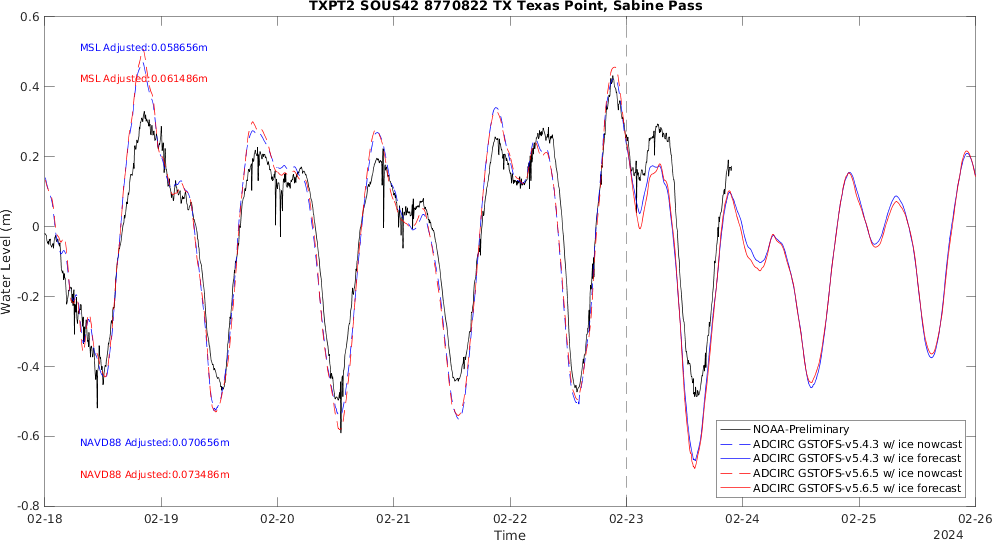 TXPT2 SOUS42 8770822 TX Texas Point, Sabine Pass
0.6
0.4
0.2
0
-0.2
-0.4
-0.6
-0.8
Water Level (m)
MSL Adjusted:0.058656m
MSL Adjusted:0.061486m
NAVD88 Adjusted:0.070656m
NAVD88 Adjusted:0.073486m
NOAA-Preliminary
ADCIRC GSTOFS-v5.4.3 w/ ice nowcast
ADCIRC GSTOFS-v5.4.3 w/ ice forecast
ADCIRC GSTOFS-v5.6.5 w/ ice nowcast
ADCIRC GSTOFS-v5.6.5 w/ ice forecast
02-18 02-19 02-20 02-21 02-22 02-23 02-24 02-25 02-26
Time
2024